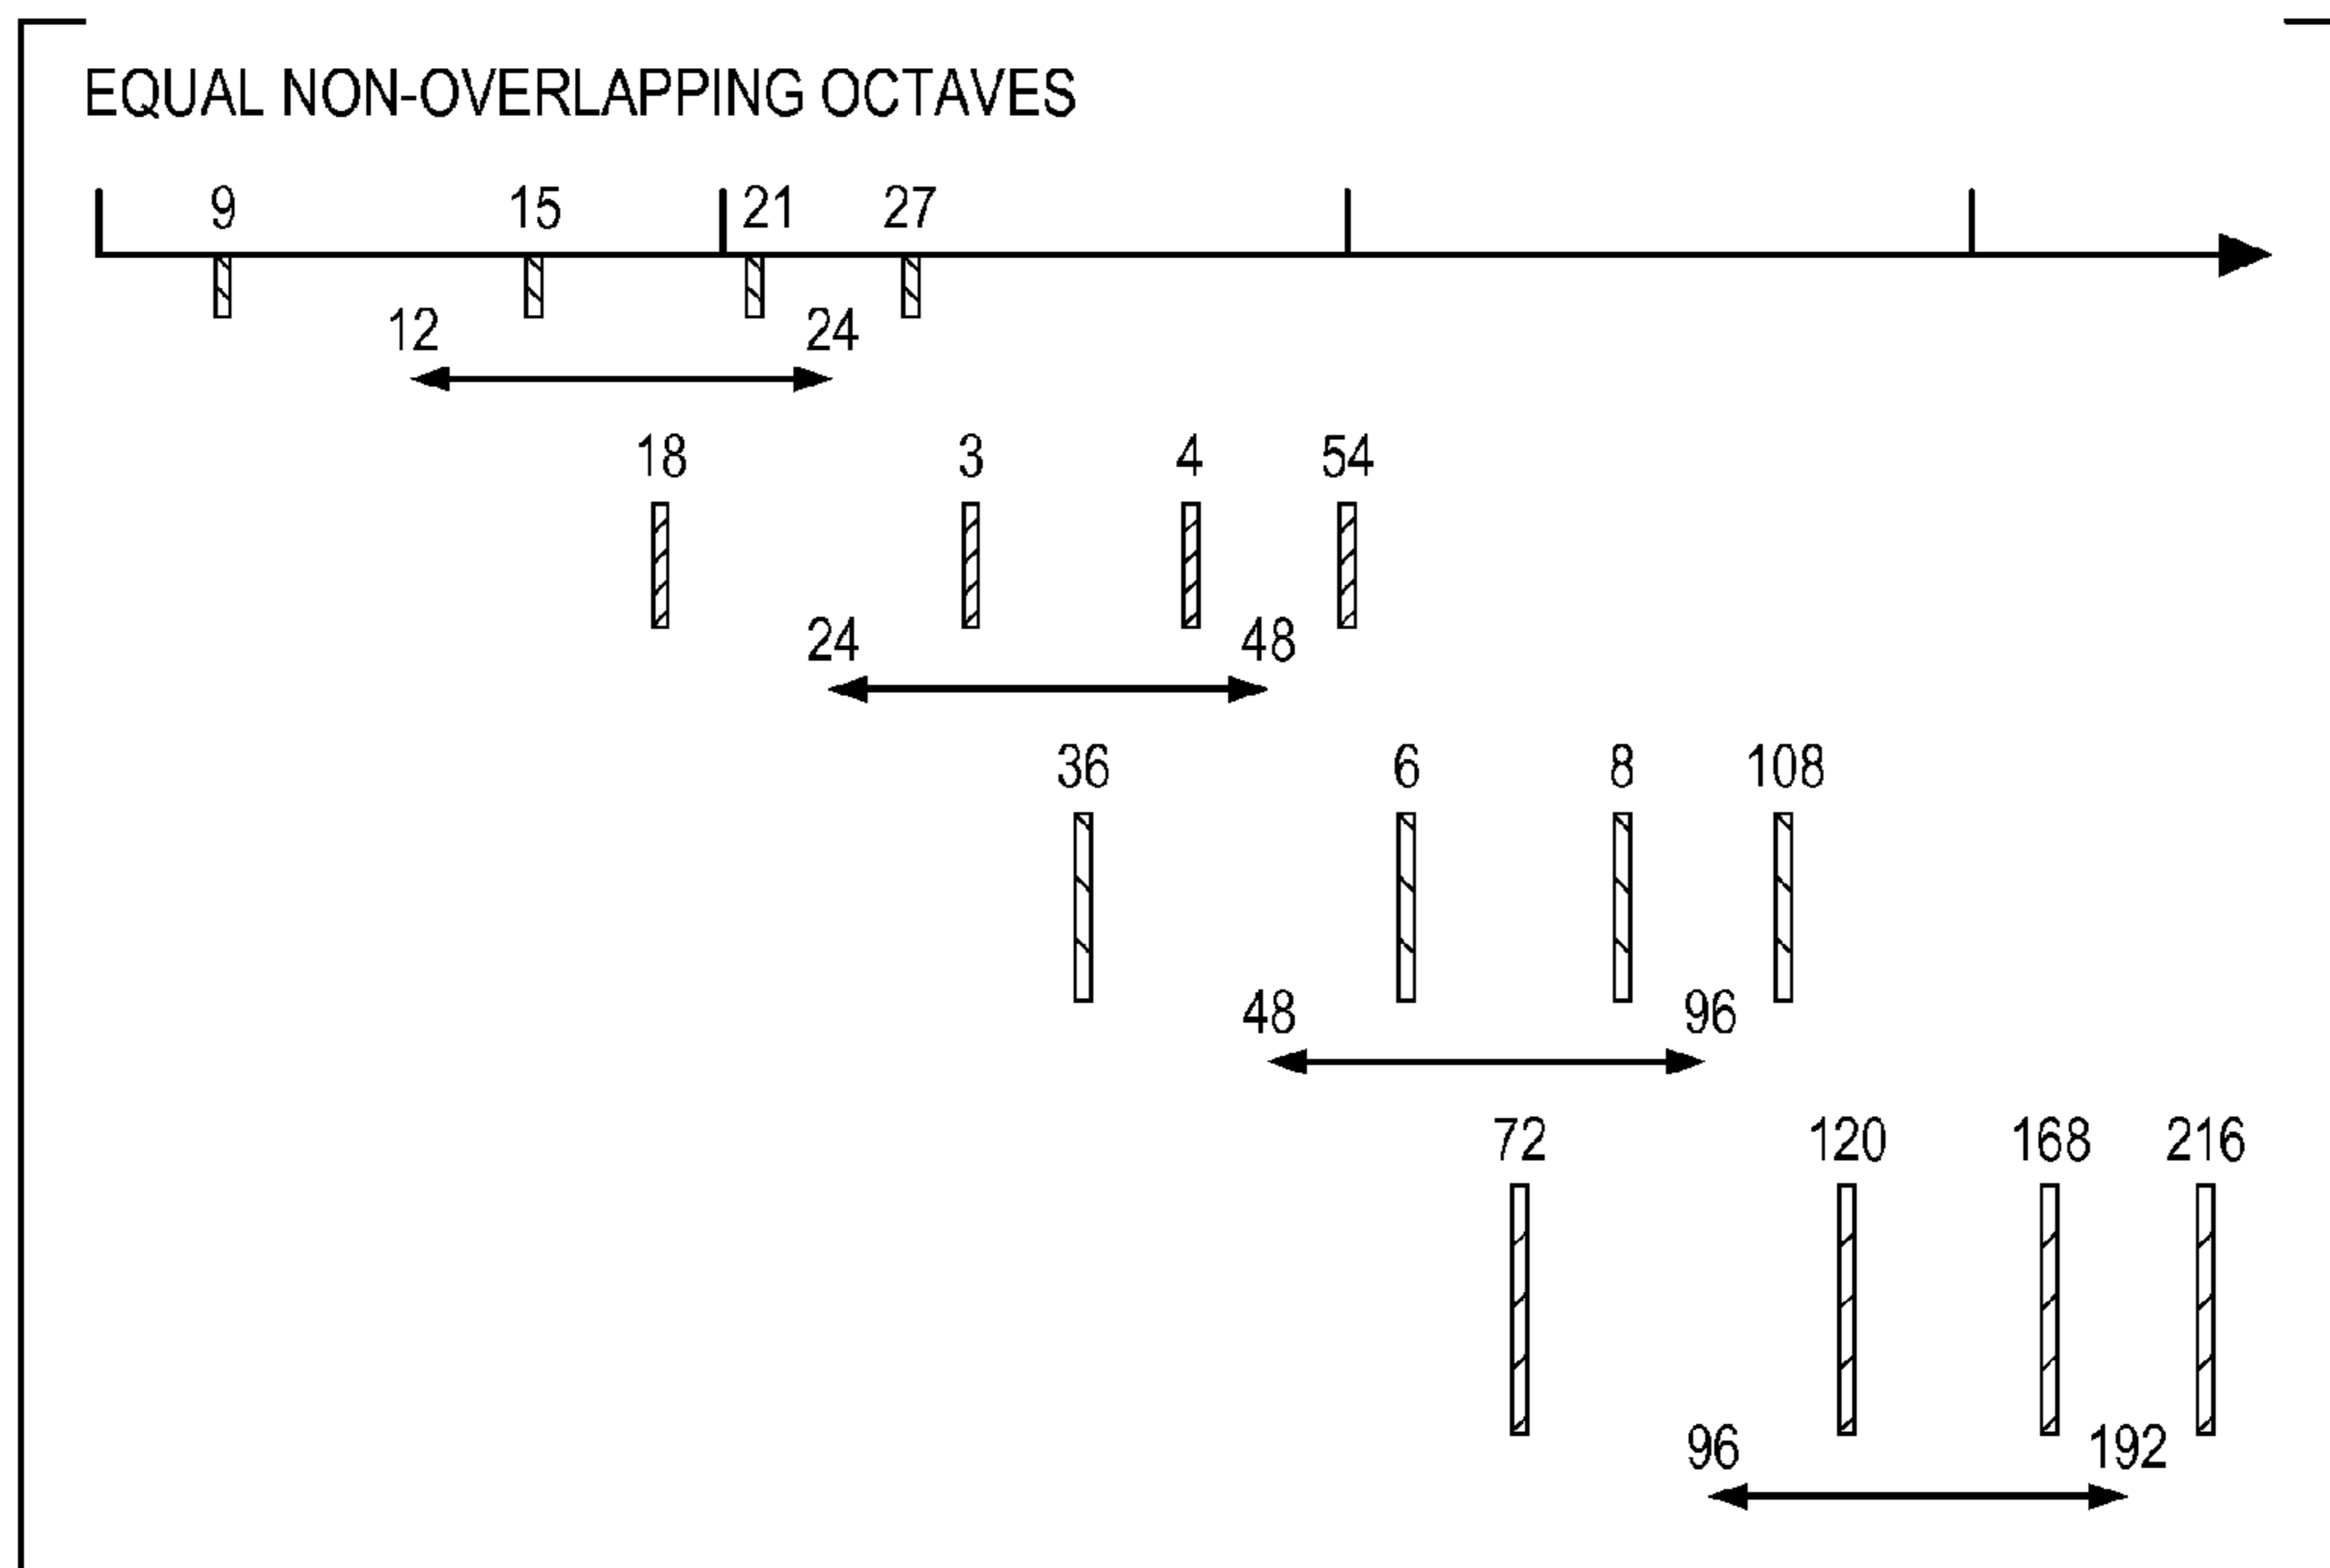 EQUAL NON-OVERLAPPING OCTAVES
9 15 21 27
12 24
18 3 4 54
24 48
36 6 8 108
48 96
72 120 168 216
96 192